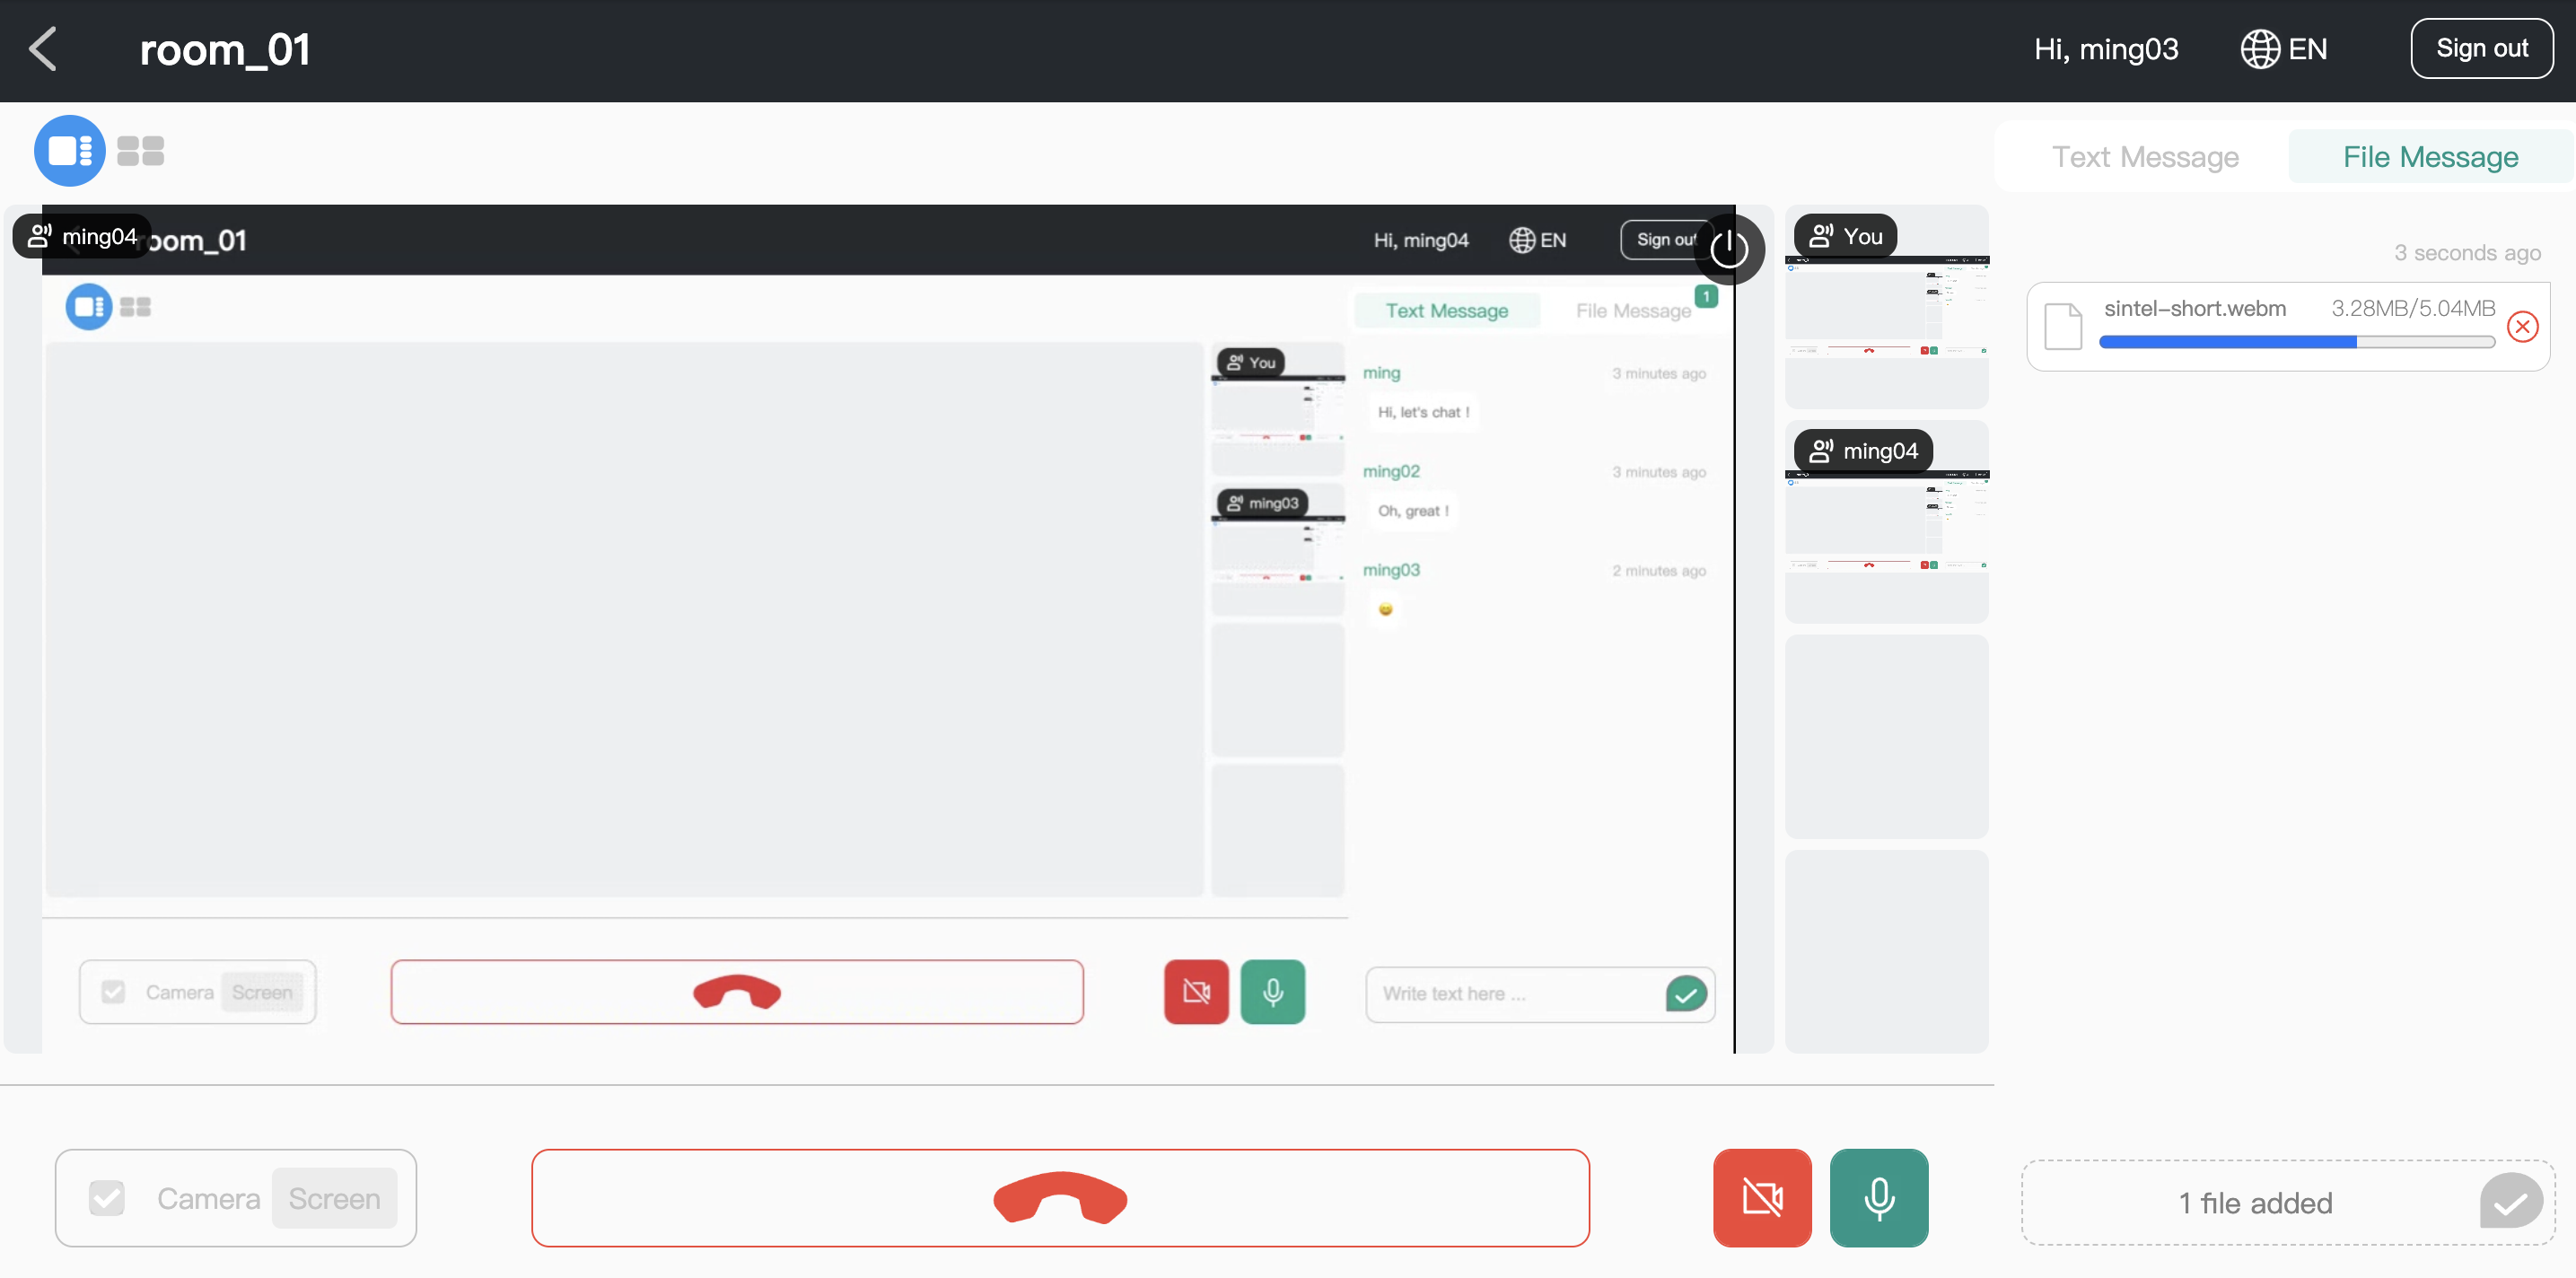 room_01
Hi, ming03
EN
Sign out
Text Message
File Message
ming04
room_01
Hi, ming04
EN
Sign out
Text Message
File Message
1
You
ming03
ming
3 minutes ago
Hi, let's chat !
ming02
3 minutes ago
Oh, great !
ming03
2 minutes ago
Camera
Screen
Write text here ...
You
ming04
3 seconds ago
sintel-short.webm
3.28MB/5.04MB
Camera
Screen
1 file added